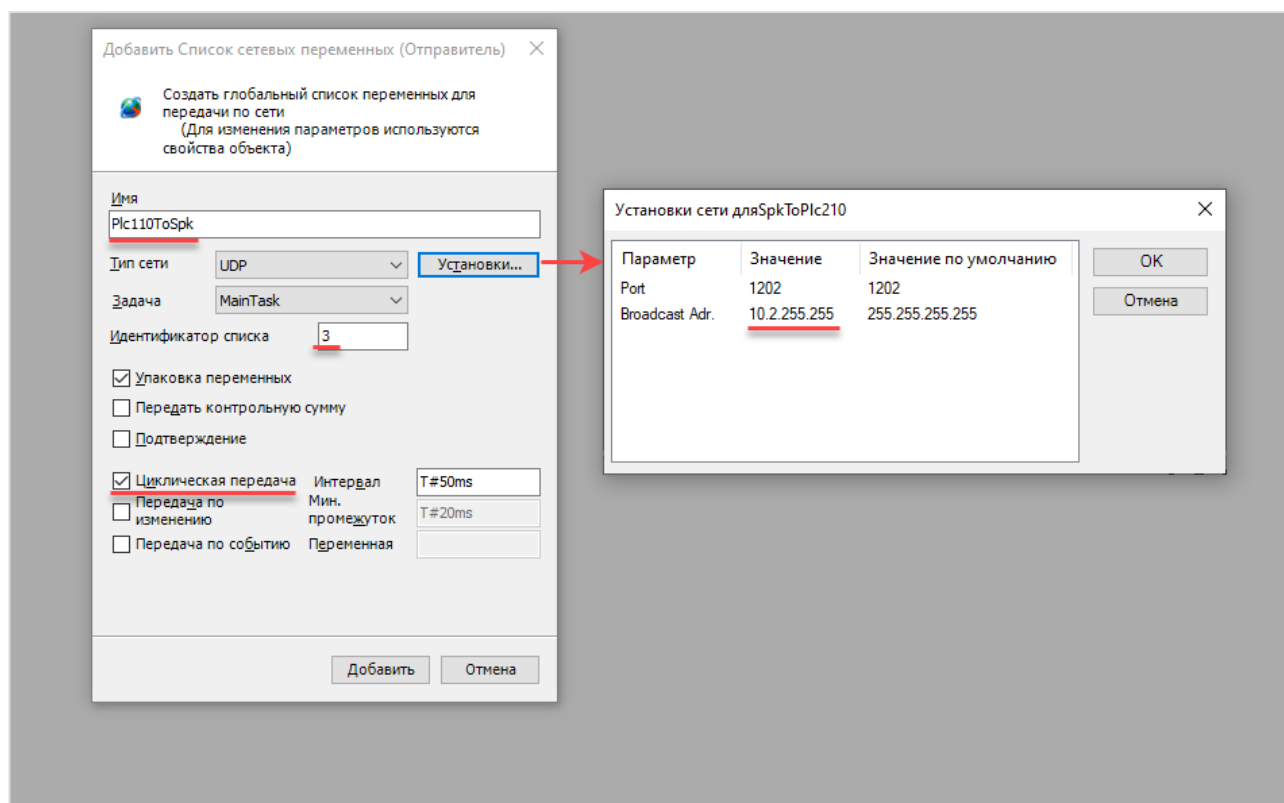 Добавить Список сетевых переменных (Отправитель)
Создать глобальный список переменных для
передачи по сети
(Для изменения параметров используются
свойства объекта)
Имя
Plc110ToSpk
Тип сети UDP Установки...
Задача MainTask
Идентификатор списка 3
Упаковка переменных
Передать контрольную сумму
Подтверждение
Циклическая передача Интервал T#50ms
Передача по
изменению
Мин.
промежуток T#20ms
Передача по событию Переменная
Добавить Отмена
Установки сети дляSpkToPlc210
Параметр Значение Значение по умолчанию
Port 1202 1202
Broadcast Adr. 10.2.255.255 255.255.255.255
OK
Отмена